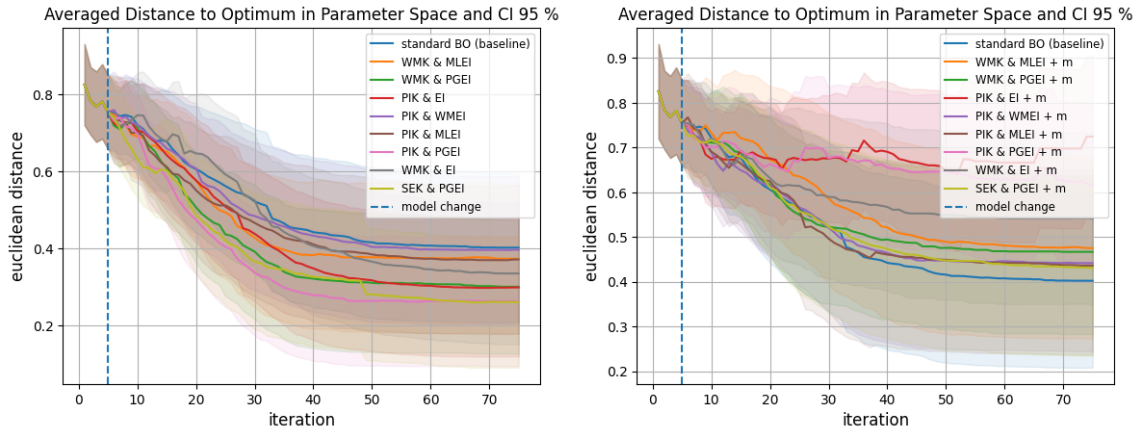 Averaged Distance to Optimum in Parameter Space and CI 95 %
euclidean distance
0.8
0.6
0.4
0.2
0
10
20
30
40
50
60
70
iteration
standard BO (baseline)
WMK & MLEI
WMK & PGEI
PIK & EI
PIK & WMEI
PIK & MLEI
PIK & PGEI
WMK & EI
SEK & PGEI
model change
Averaged Distance to Optimum in Parameter Space and CI 95 %
euclidean distance
0.9
0.8
0.7
0.6
0.5
0.4
0.3
0.2
0
10
20
30
40
50
60
70
iteration
standard BO (baseline)
WMK & MLEI + m
WMK & PGEI + m
PIK & EI + m
PIK & WMEI + m
PIK & MLEI + m
PIK & PGEI + m
WMK & EI + m
SEK & PGEI + m
model change